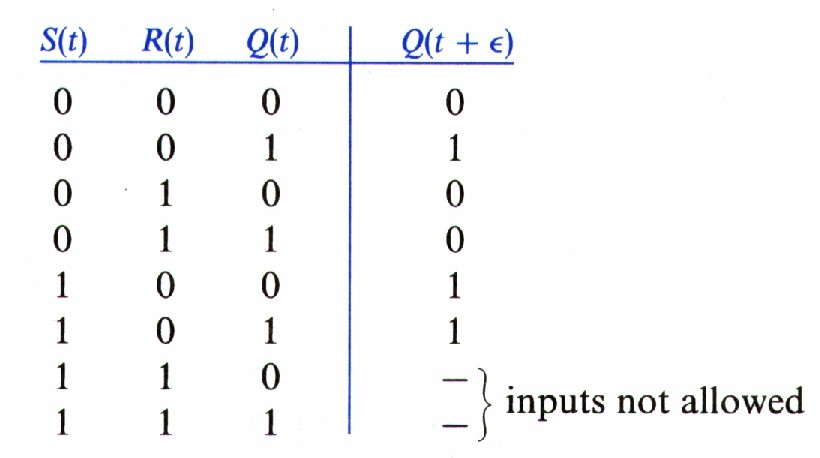 S(t) R(t) Q(t) Q(t + ϵ)
0 0 0 0
0 0 1 1
0 1 0 0
0 1 1 0
1 0 0 1
1 0 1 1
1 1 0 –
inputs not allowed
1 1 1 –